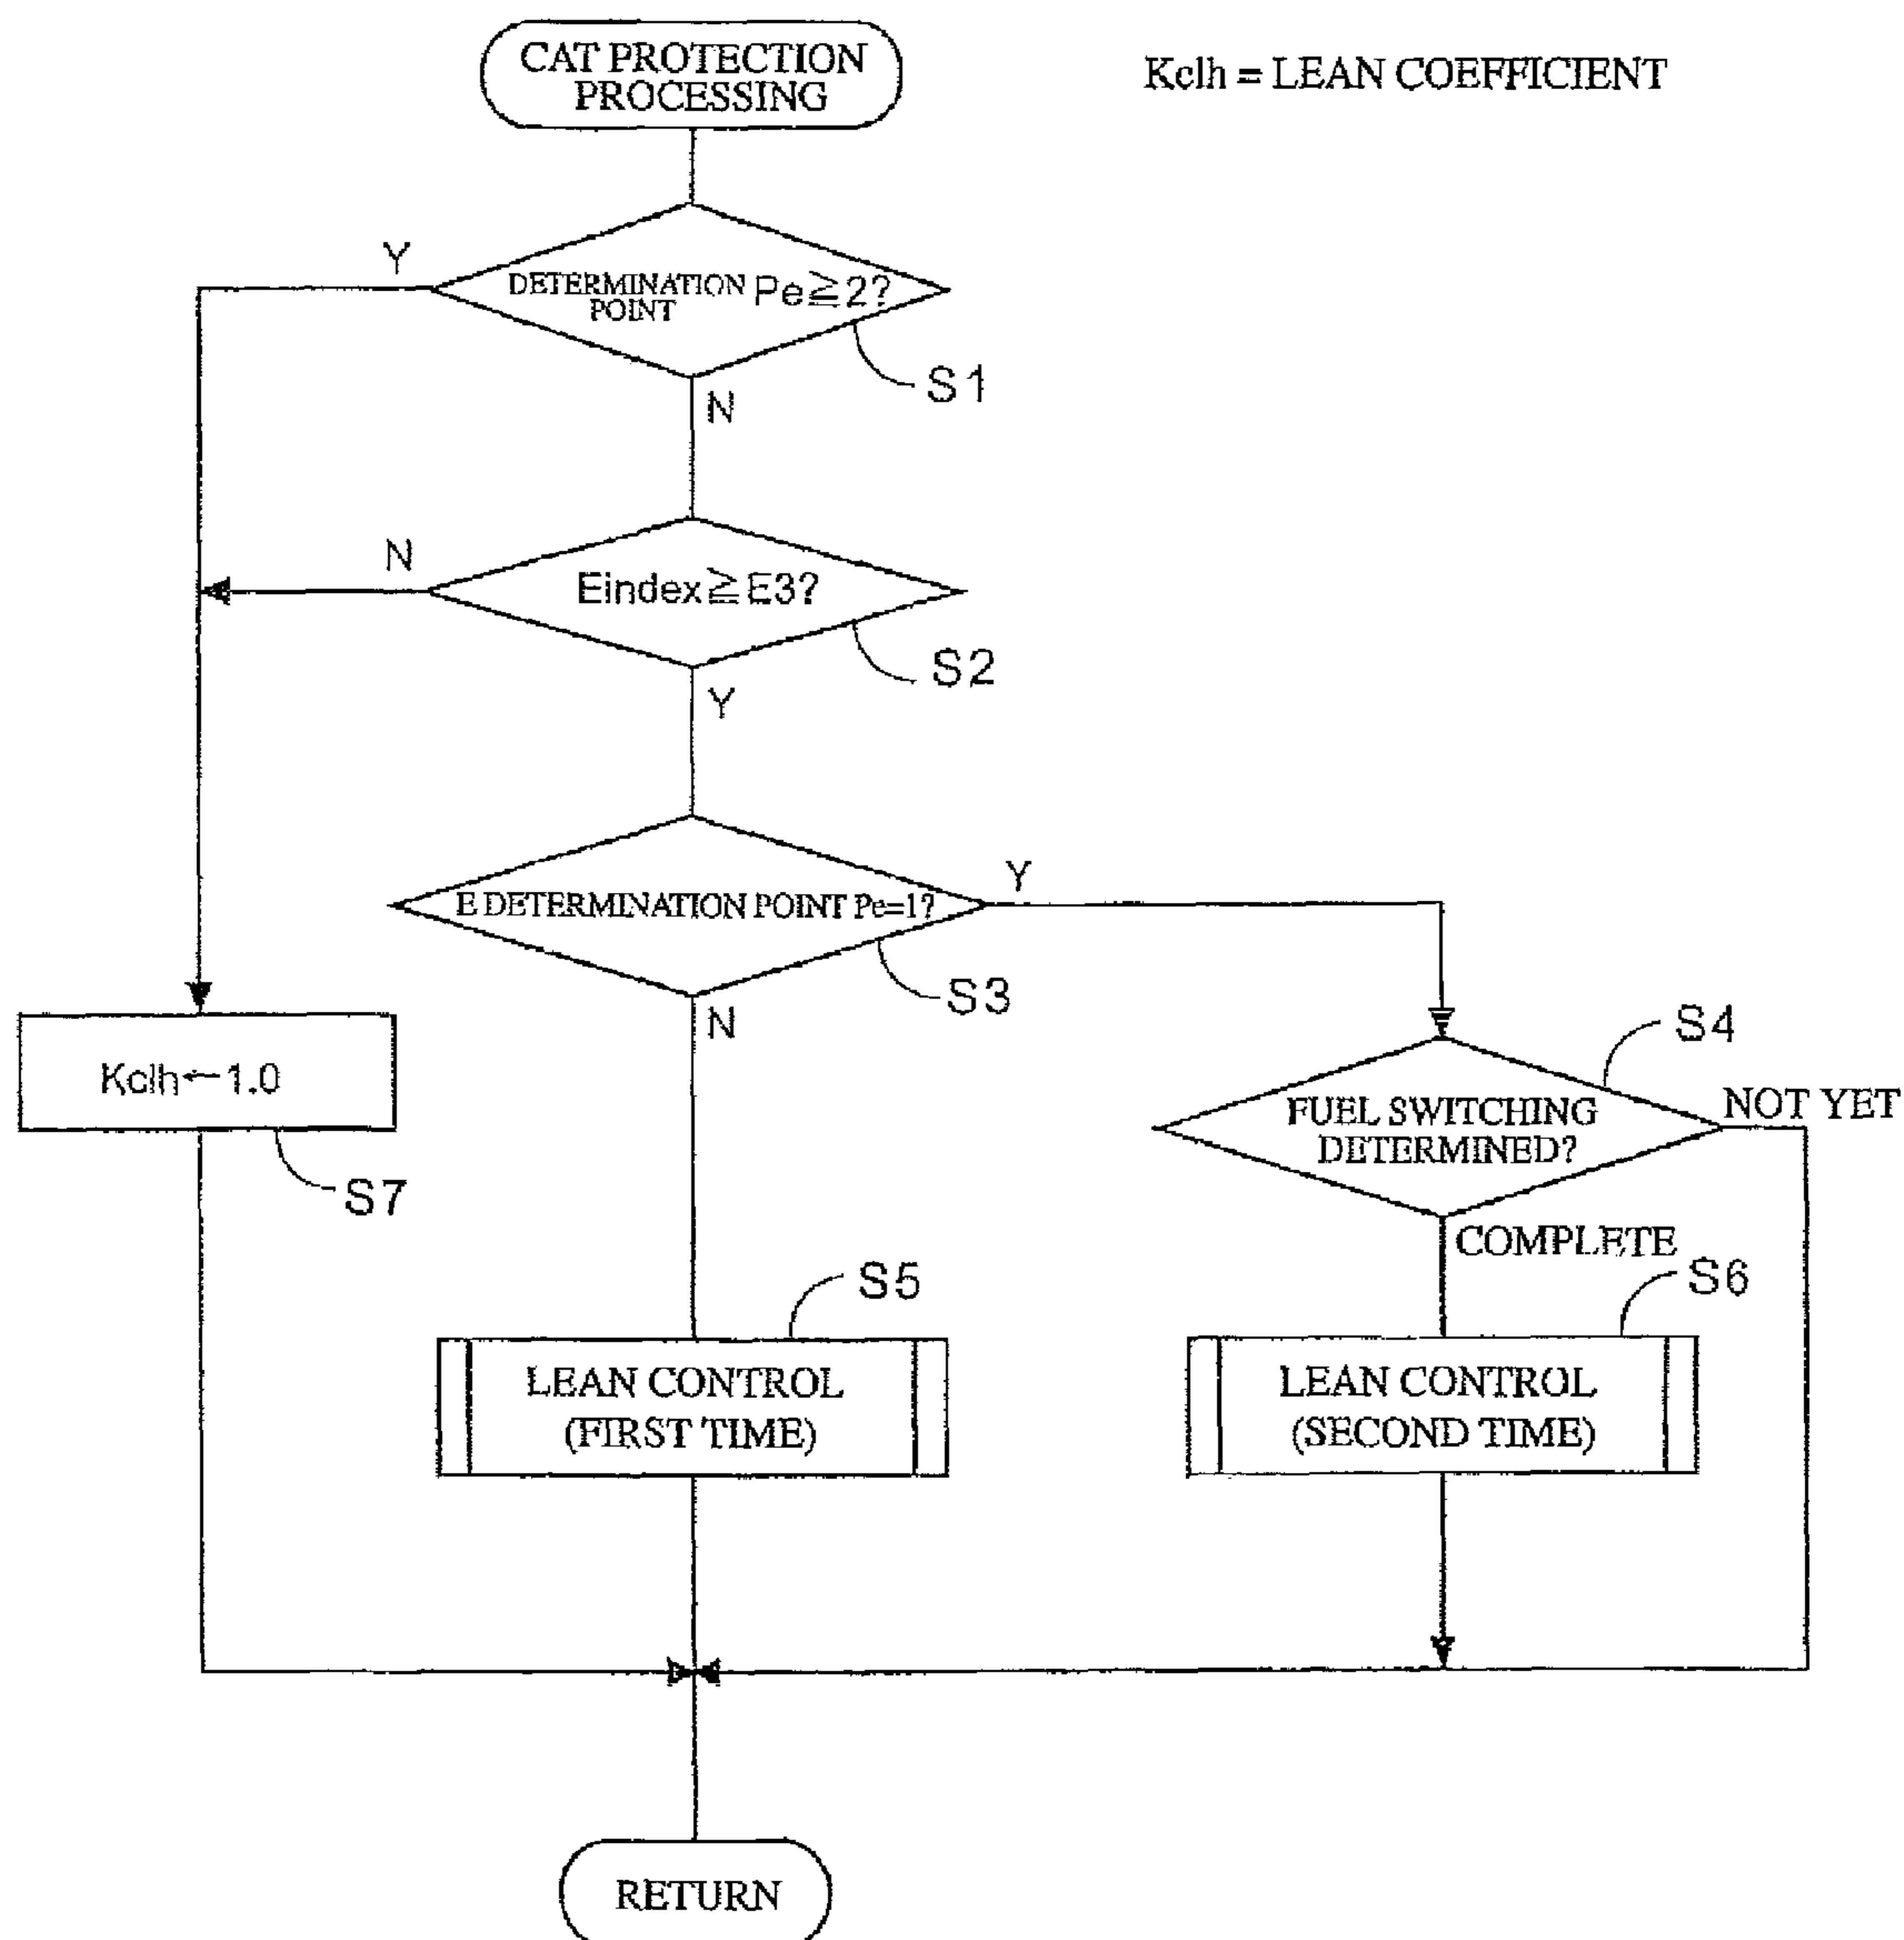 CAT PROTECTION
PROCESSING
Kclh = LEAN COEFFICIENT
Y
DETERMINATION Pe≧2?
POINT
S1
N
N
Eindex≧E3?
S2
Y
E DETERMINATION POINT Pe=1?
Y
S3
N
Kclh←1.0
S7
S4
FUEL SWITCHING
DETERMINED?
NOT YET
COMPLETE
S5
LEAN CONTROL
(FIRST TIME)
S6
LEAN CONTROL
(SECOND TIME)
RETURN